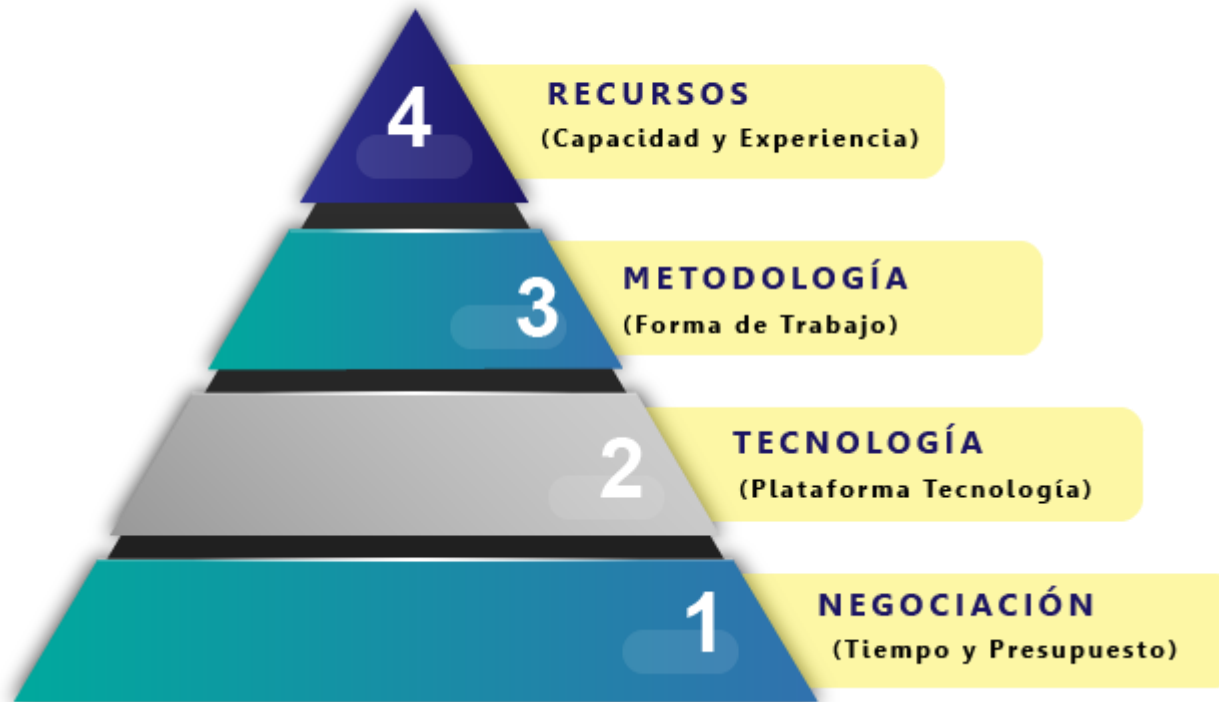 4
RECURSOS
(Capacidad y Experiencia)
3
METODOLOGÍA
(Forma de Trabajo)
2
TECNOLOGÍA
(Plataforma Tecnología)
1
NEGOCIACIÓN
(Tiempo y Presupuesto)